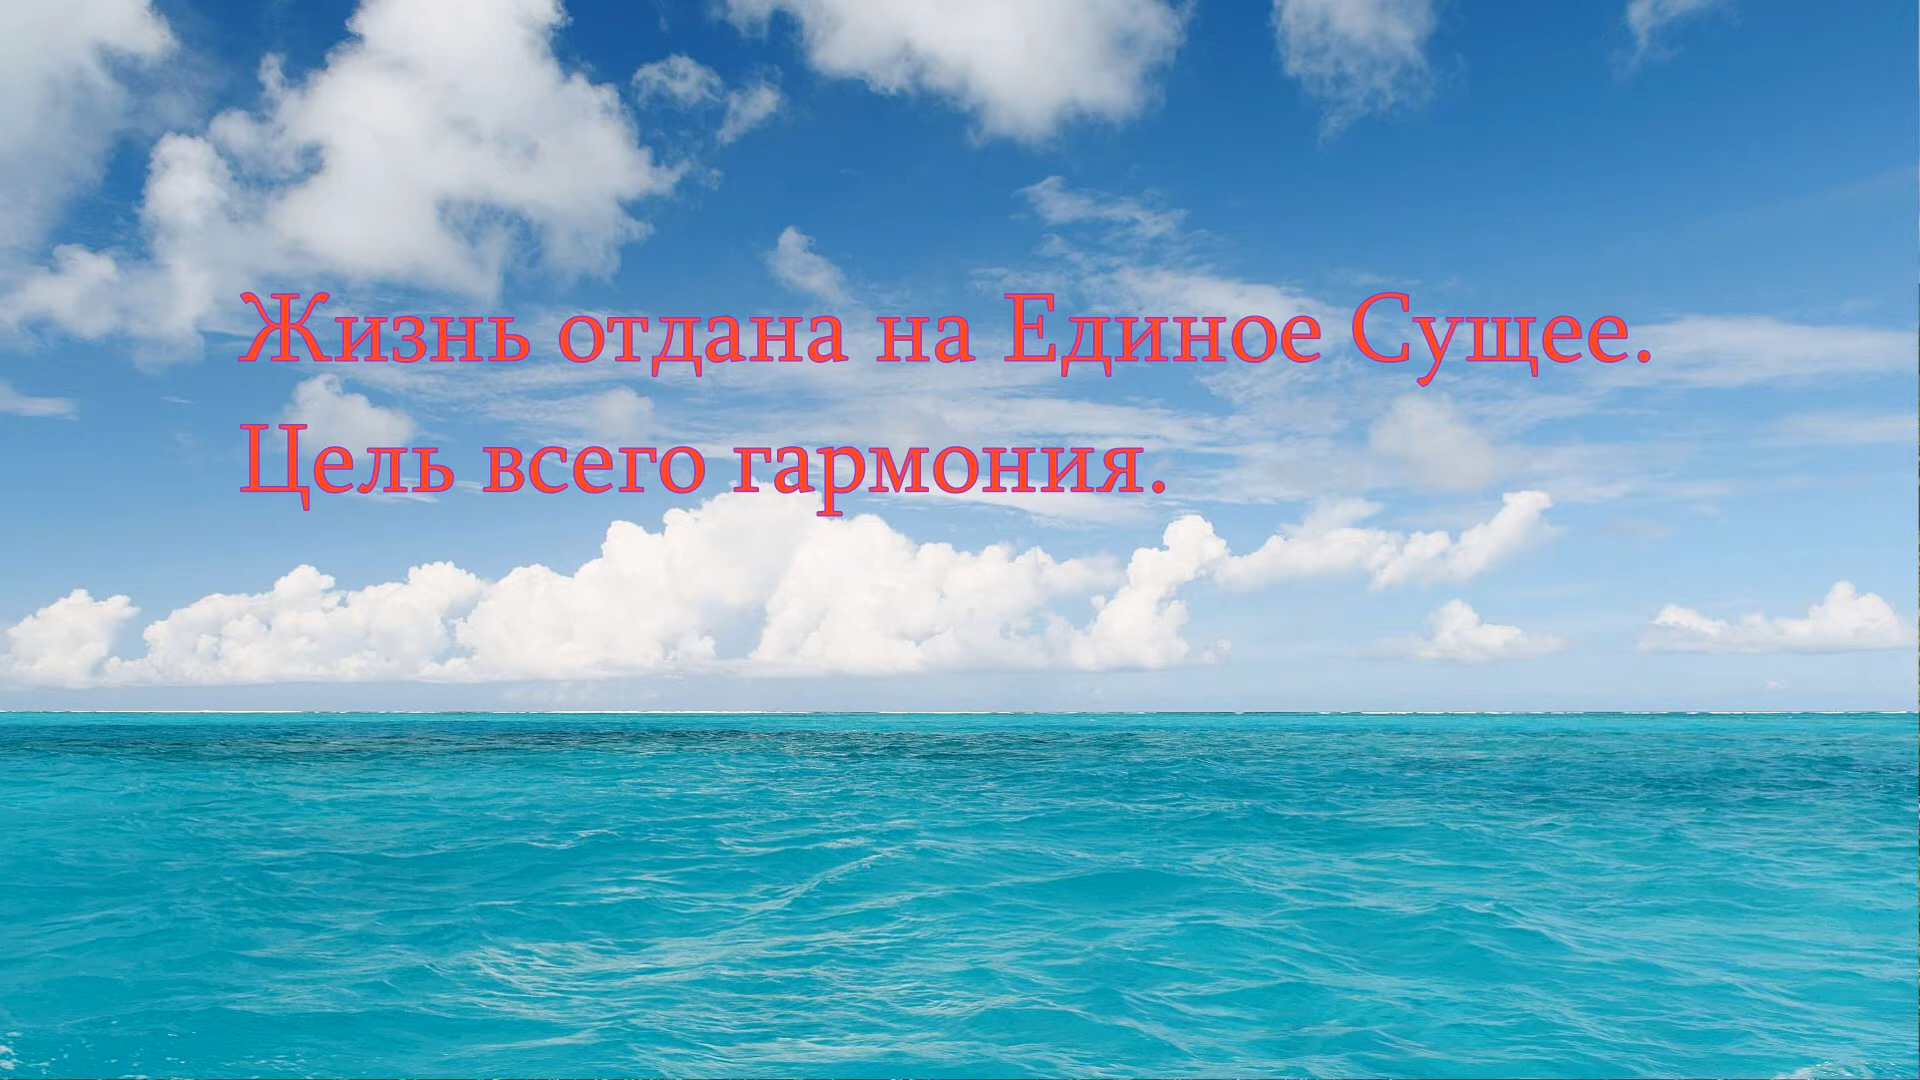 Жизнь отдана на Единое Сущее.
Цель всего гармония.